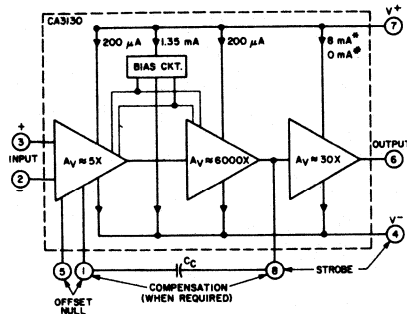 CA3130
V+
7
200 µA
1.35 mA
200 µA
8 mA*
0 mA#
BIAS CKT.
+
3
INPUT
2
−
AV ≈ 5X
AV ≈ 6000X
AV ≈ 30X
OUTPUT
6
V−
4
5
1
CC
8
STROBE
OFFSET
NULL
COMPENSATION
(WHEN REQUIRED)